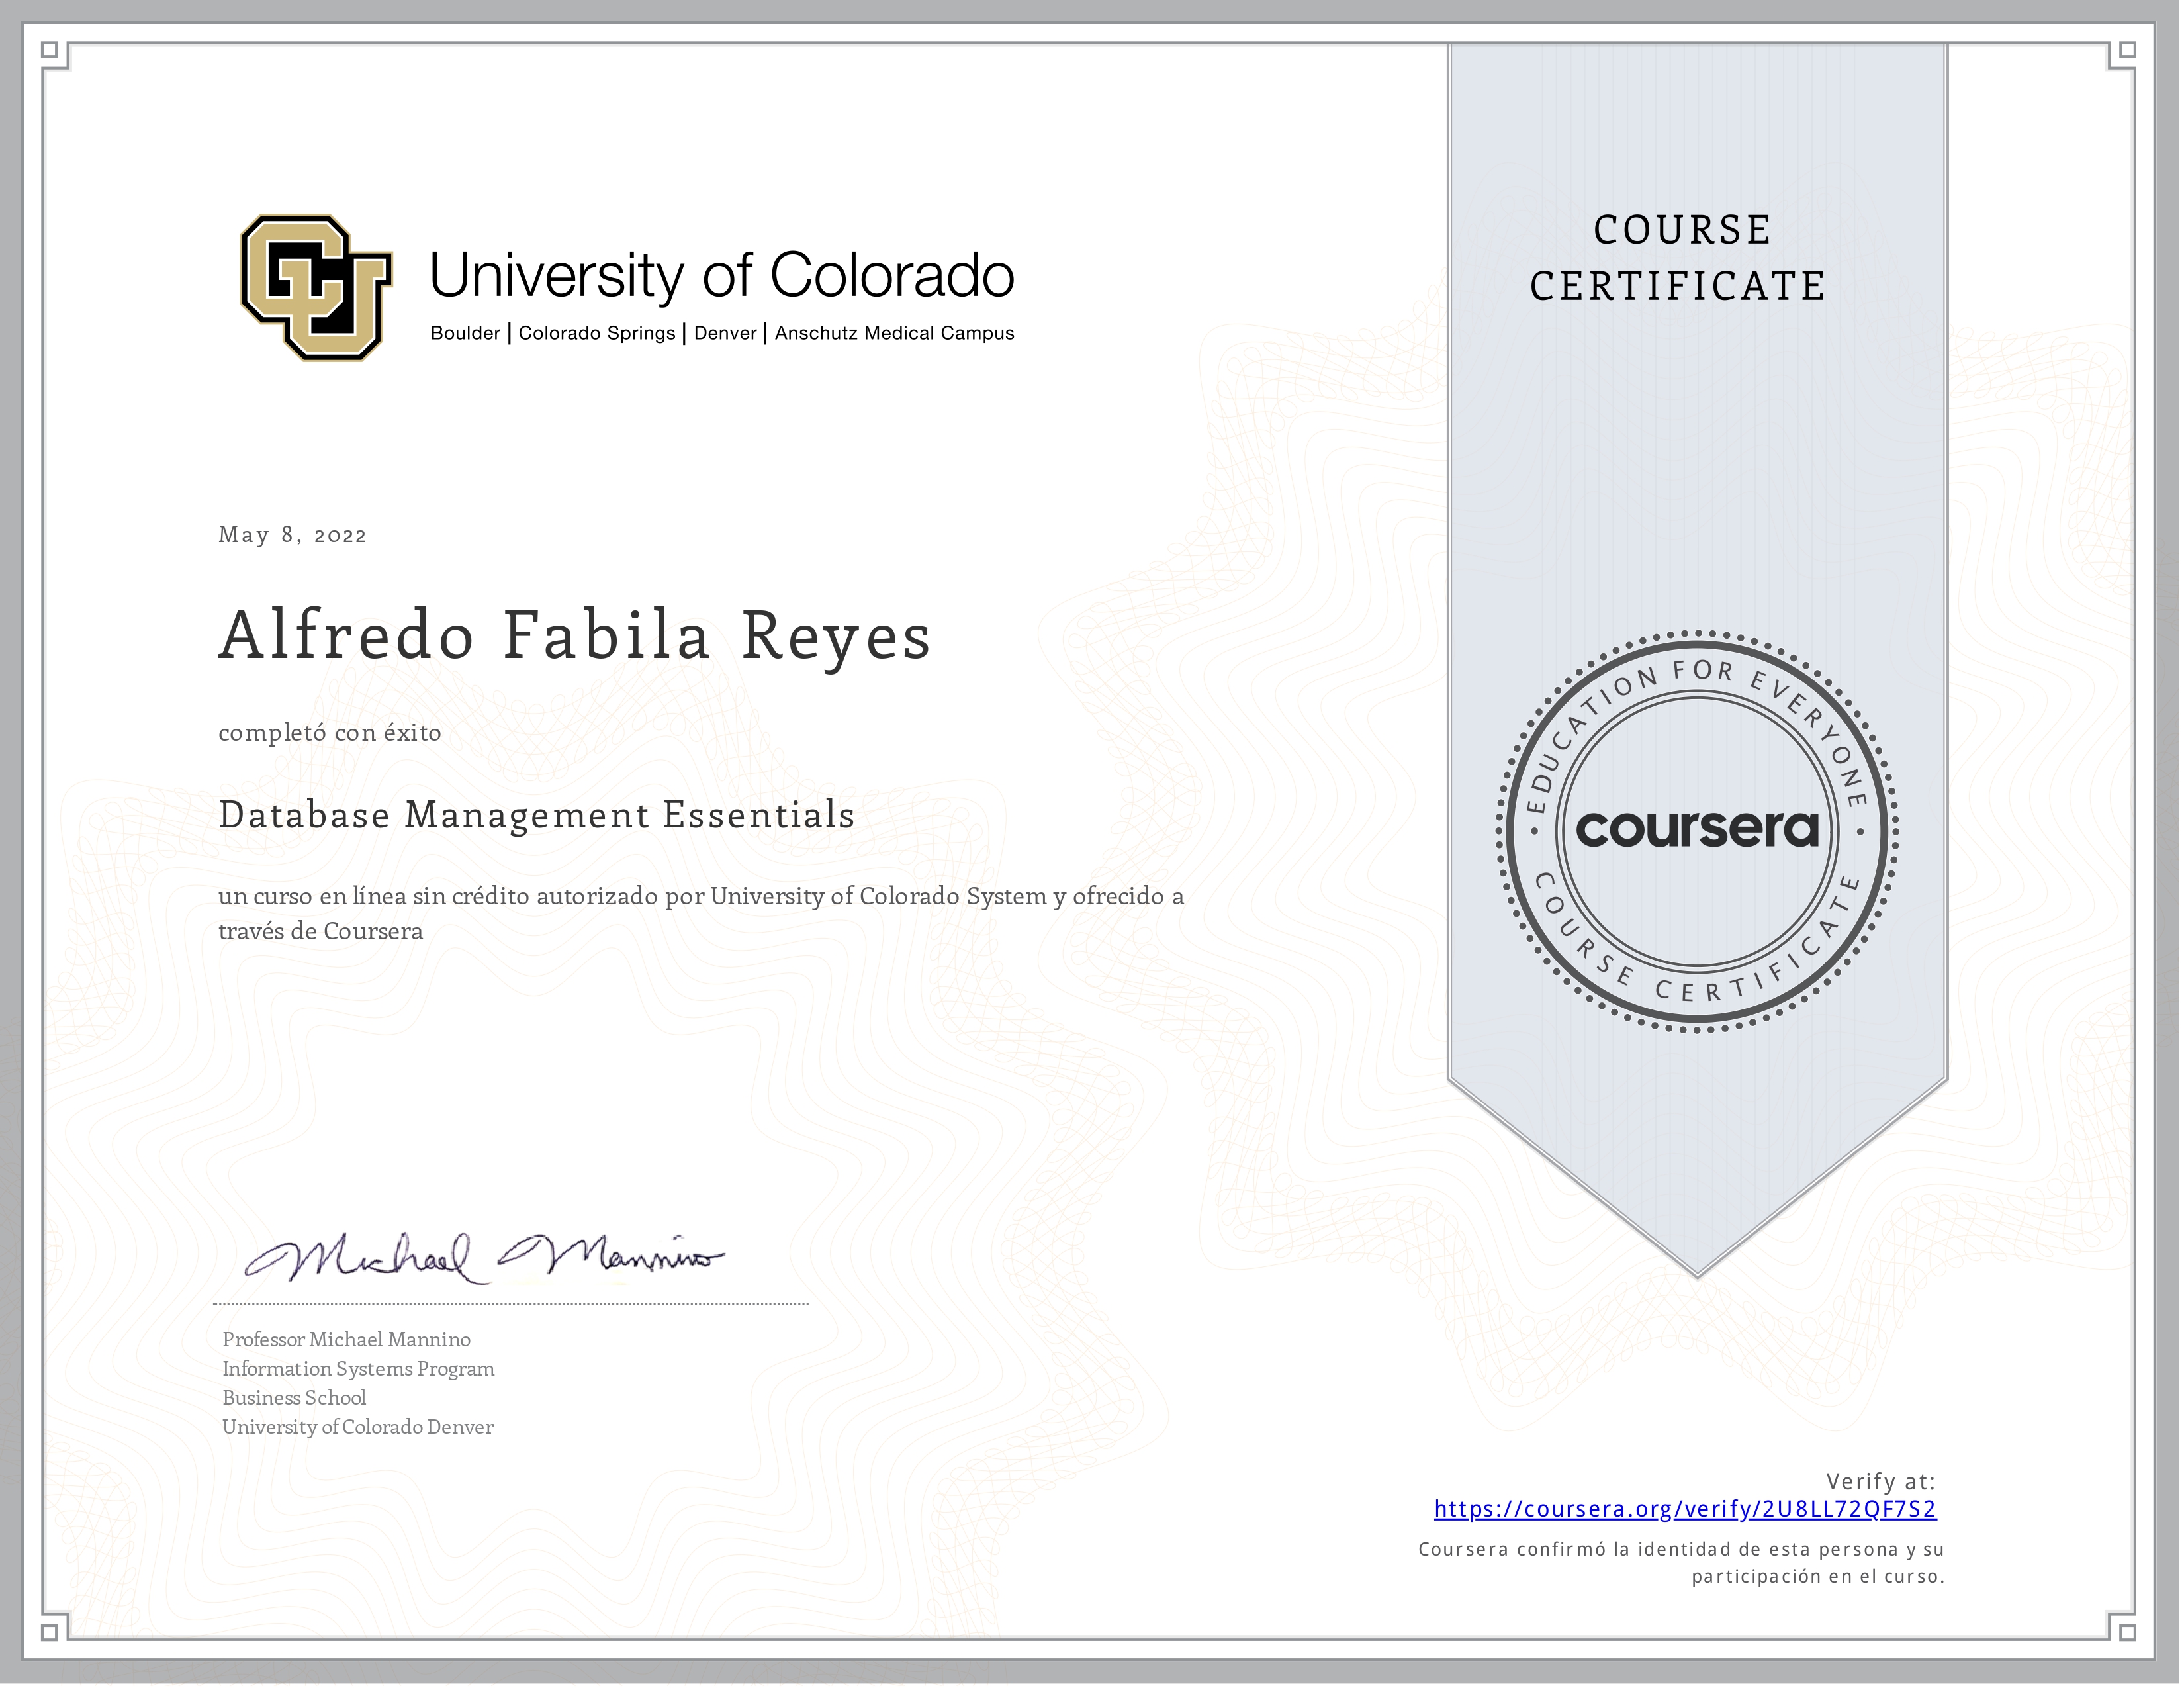 CU
University of Colorado
Boulder | Colorado Springs | Denver | Anschutz Medical Campus
COURSE
CERTIFICATE
May 8, 2022
Alfredo Fabila Reyes
completó con éxito
Database Management Essentials
un curso en línea sin crédito autorizado por University of Colorado System y ofrecido a
través de Coursera
EDUCATION FOR EVERYONE
coursera
COURSE CERTIFICATE
Michael Mannino
Professor Michael Mannino
Information Systems Program
Business School
University of Colorado Denver
Verify at:
https://coursera.org/verify/2U8LL72QF7S2
Coursera confirmó la identidad de esta persona y su
participación en el curso.